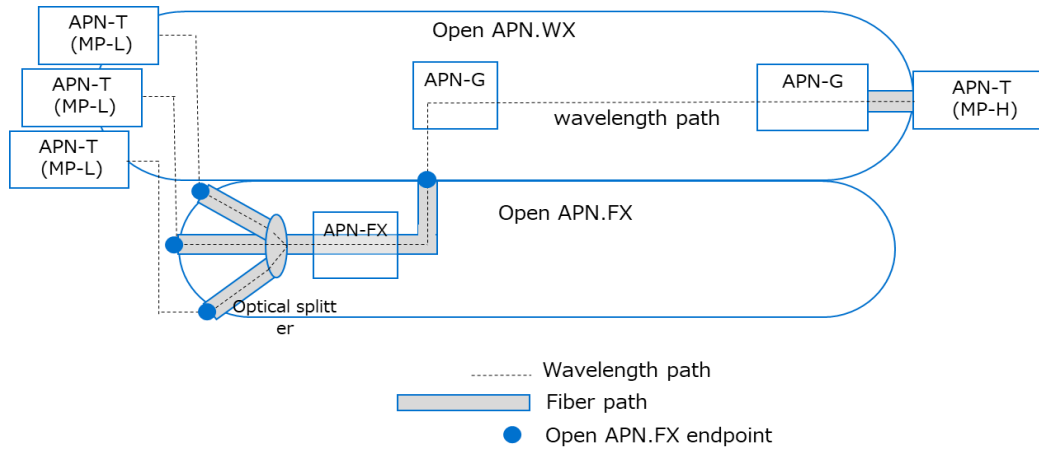 APN-T
(MP-L)
Open APN.WX
APN-T
(MP-L)
APN-G
APN-G
APN-T
(MP-H)
wavelength path
APN-T
(MP-L)
Open APN.FX
APN-FX
Optical splitt
er
Wavelength path
Fiber path
Open APN.FX endpoint